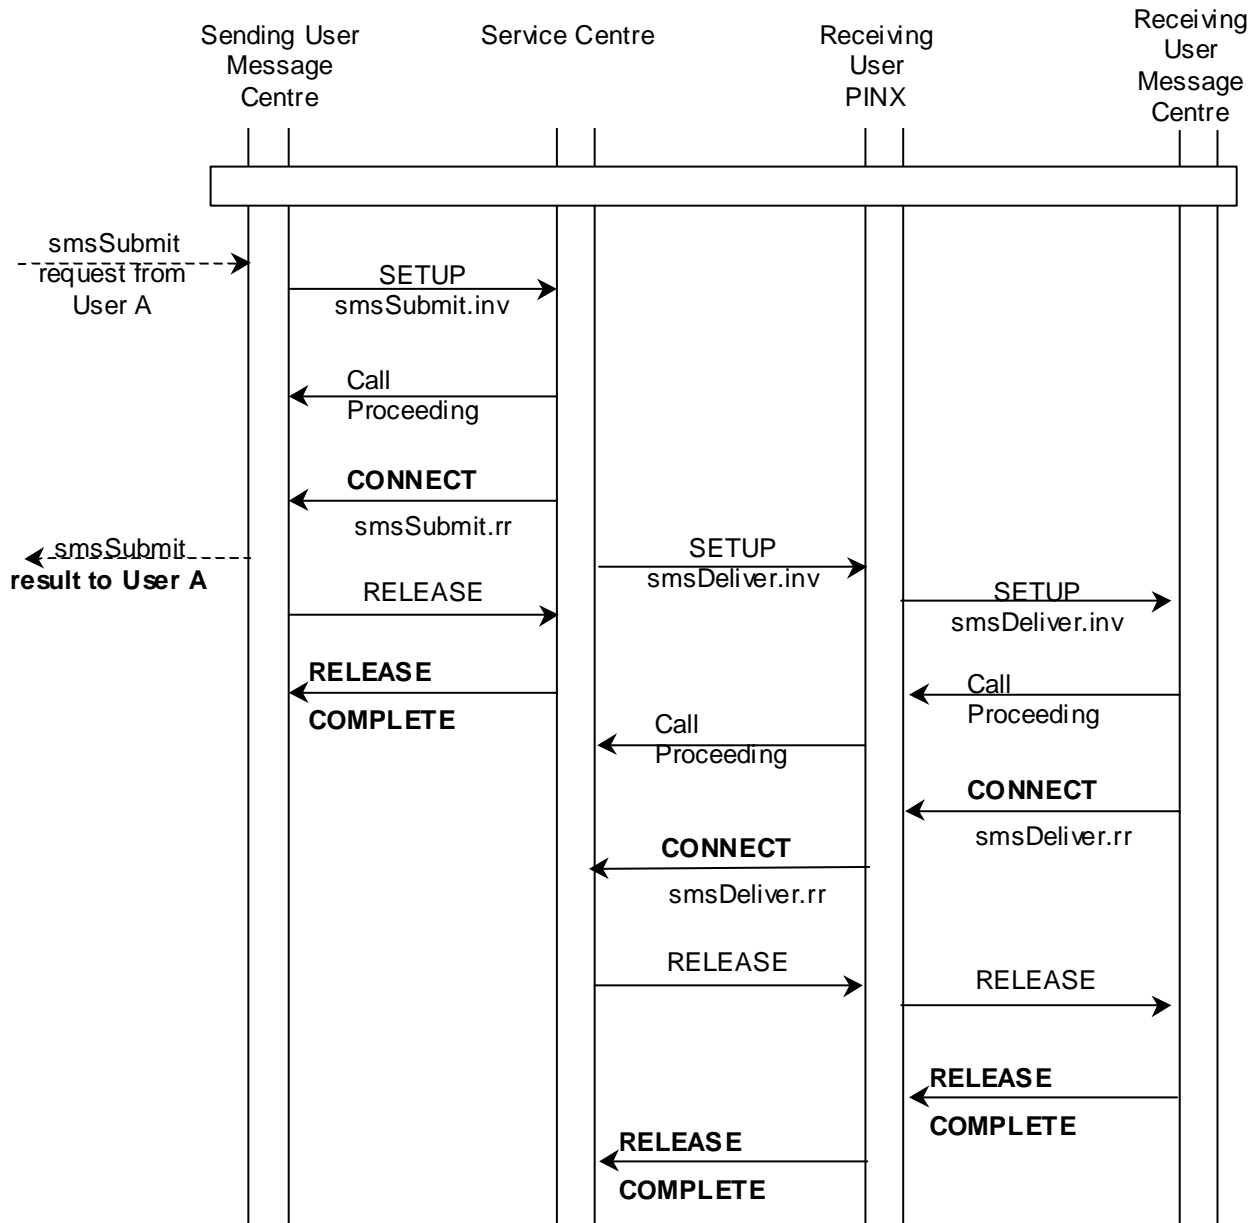 Sending User
Message
Centre
Service Centre
Receiving
User
PINX
Receiving
User
Message
Centre
smsSubmit
request from
User A
SETUP
smsSubmit.inv
Call
Proceeding
CONNECT
smsSubmit.rr
smsSubmit
result to User A
SETUP
smsDeliver.inv
RELEASE
SETUP
smsDeliver.inv
RELEASE
COMPLETE
Call
Proceeding
Call
Proceeding
CONNECT
smsDeliver.rr
CONNECT
smsDeliver.rr
RELEASE
RELEASE
RELEASE
COMPLETE
RELEASE
COMPLETE